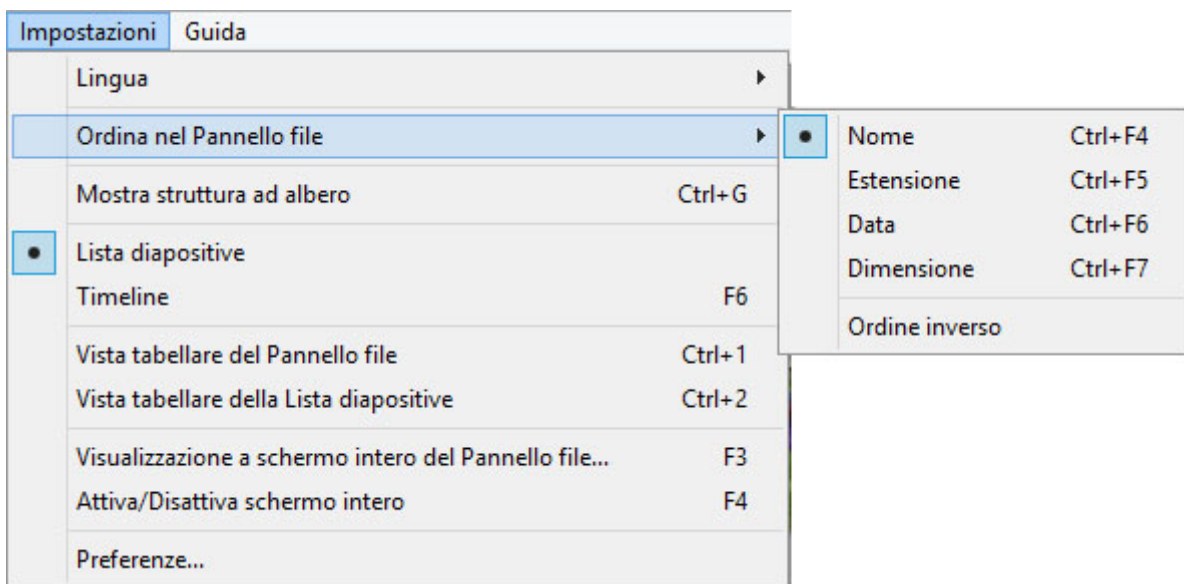 Impostazioni Guida
Lingua
Ordina nel Pannello file
Mostra struttura ad albero Ctrl+G
Lista diapositive
Timeline F6
Vista tabellare del Pannello file Ctrl+1
Vista tabellare della Lista diapositive Ctrl+2
Visualizzazione a schermo intero del Pannello file... F3
Attiva/Disattiva schermo intero F4
Preferenze...
Nome Ctrl+F4
Estensione Ctrl+F5
Data Ctrl+F6
Dimensione Ctrl+F7
Ordine inverso